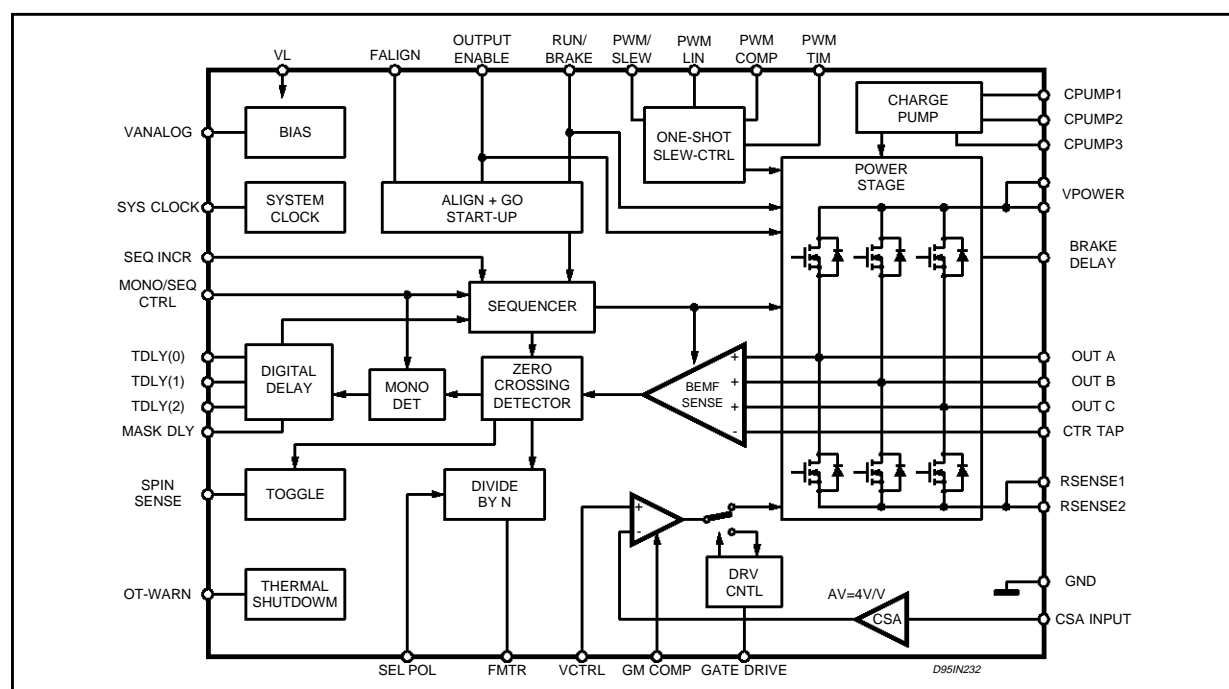 VL
FALIGN
OUTPUT
ENABLE
RUN/
BRAKE
PWM/
SLEW
PWM
LIN
PWM
COMP
PWM
TIM
VANALOG
BIAS
ONE-SHOT
SLEW-CTRL
CHARGE
PUMP
CPUMP1
CPUMP2
CPUMP3
POWER
STAGE
SYS CLOCK
SYSTEM
CLOCK
ALIGN + GO
START-UP
VPOWER
SEQ INCR
BRAKE
DELAY
MONO/SEQ
CTRL
SEQUENCER
TDLY(0)
TDLY(1)
TDLY(2)
MASK DLY
DIGITAL
DELAY
MONO
DET
ZERO
CROSSING
DETECTOR
BEMF
SENSE
+
+
+
-
OUT A
OUT B
OUT C
CTR TAP
SPIN
SENSE
TOGGLE
DIVIDE
BY N
+
-
RSENSE1
RSENSE2
OT-WARN
THERMAL
SHUTDOWM
DRV
CNTL
AV=4V/V
CSA
GND
CSA INPUT
SEL POL
FMTR
VCTRL
GM COMP
GATE DRIVE
D95IN232